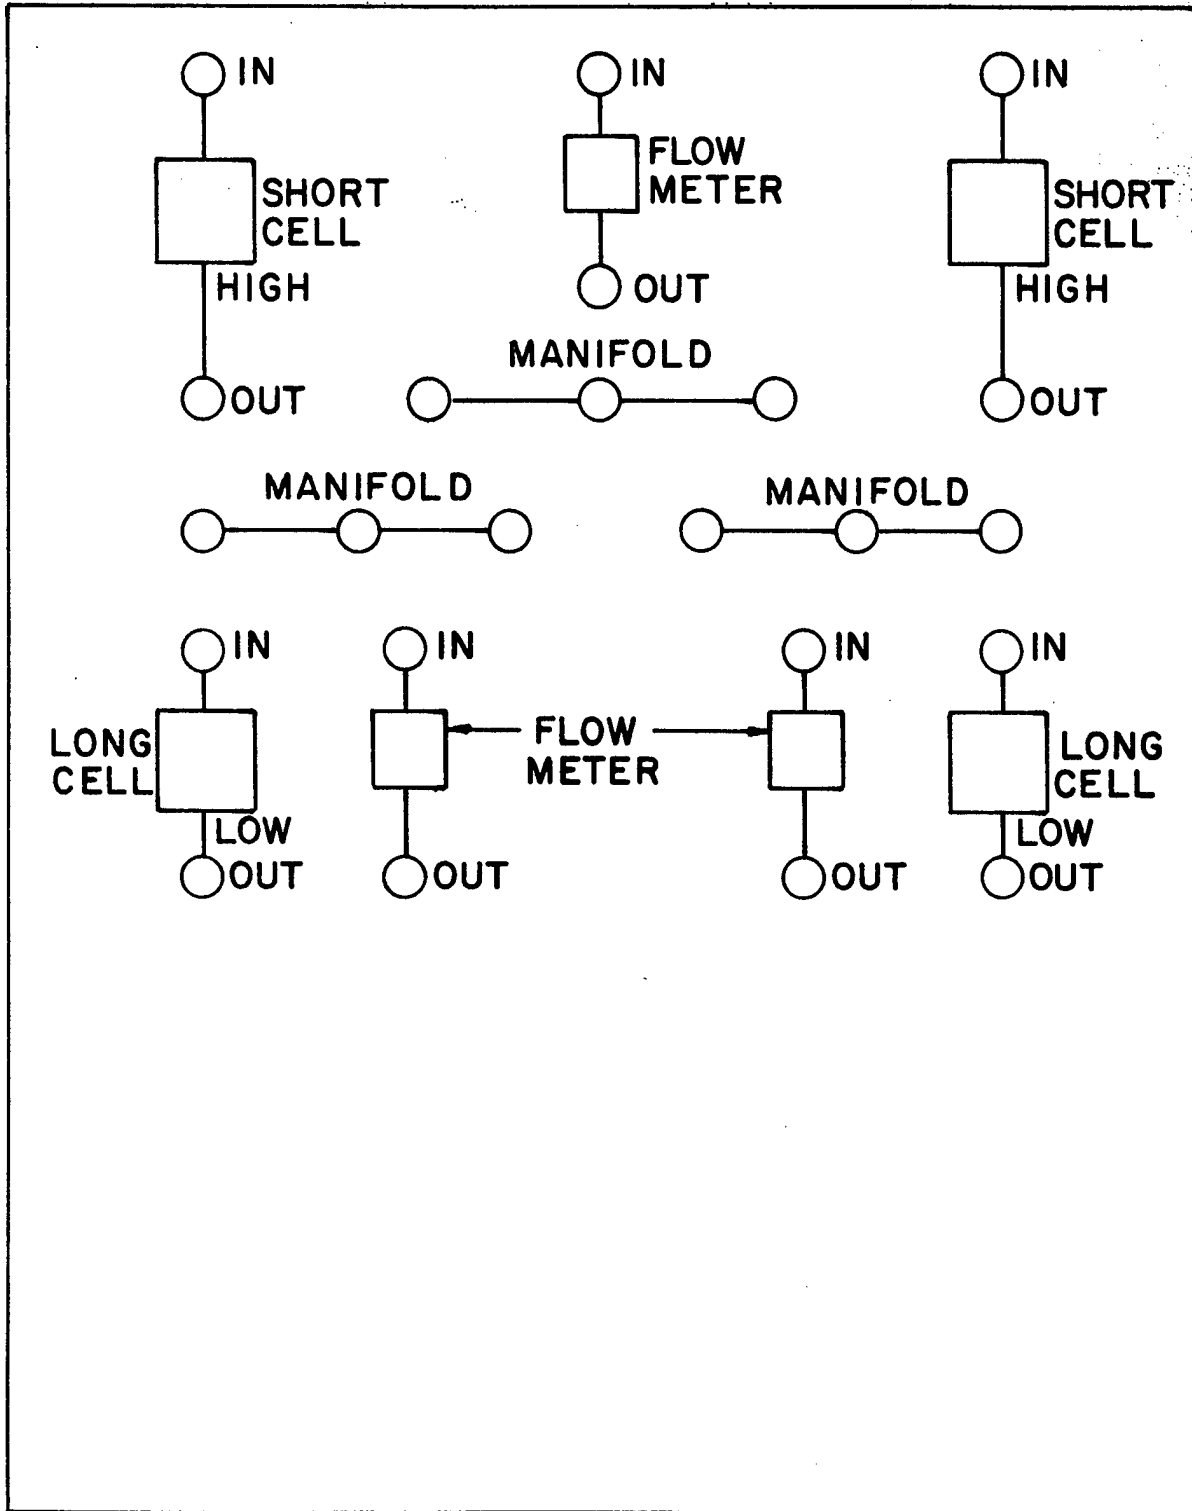 IN
SHORT
CELL
HIGH
OUT
IN
FLOW
METER
OUT
IN
SHORT
CELL
HIGH
OUT
MANIFOLD
MANIFOLD
MANIFOLD
IN
LONG
CELL
LOW
OUT
IN
OUT
FLOW
METER
IN
OUT
IN
LONG
CELL
LOW
OUT